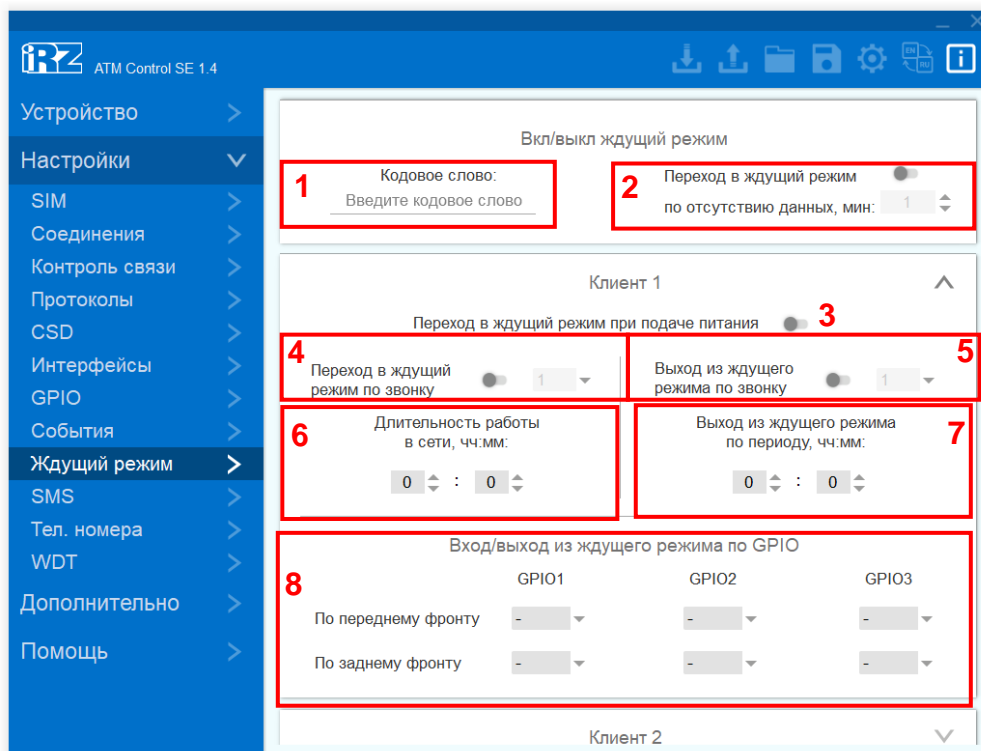 iRZ ATM Control SE 1.4
EN
RU
i
Устройство
Настройки
SIM
Соединения
Контроль связи
Протоколы
CSD
Интерфейсы
GPIO
События
Ждущий режим
SMS
Тел. номера
WDT
Дополнительно
Помощь
Вкл/выкл ждущий режим
1
Кодовое слово:
Введите кодовое слово
2
Переход в ждущий режим
по отсутствию данных, мин: 1
Клиент 1
Переход в ждущий режим при подаче питания 3
4
Переход в ждущий
режим по звонку 1
5
Выход из ждущего
режима по звонку 1
6
Длительность работы
в сети, чч:мм:
0 : 0
7
Выход из ждущего режима
по периоду, чч:мм:
0 : 0
8
Вход/выход из ждущего режима по GPIO
GPIO1 GPIO2 GPIO3
По переднему фронту - - -
По заднему фронту - - -
Клиент 2